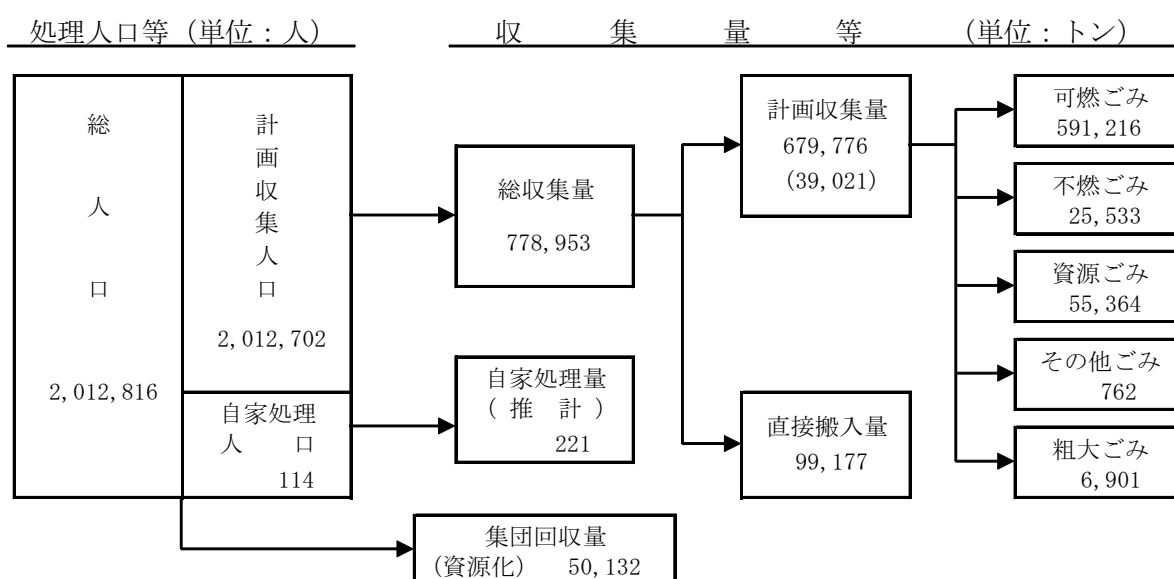 処理人口等（単位：人）
収集量等（単位：トン）
総人口
2,012,816
計画収集人口
2,012,702
自家処理
人口
114
総収集量
778,953
自家処理量
(推計)
221
集団回収量
(資源化) 50,132
計画収集量
679,776
(39,021)
直接搬入量
99,177
可燃ごみ
591,216
不燃ごみ
25,533
資源ごみ
55,364
その他ごみ
762
粗大ごみ
6,901